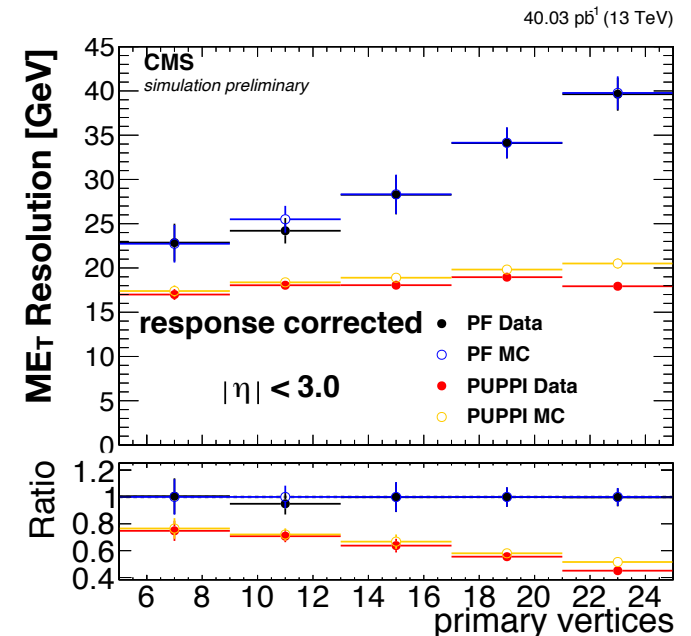 40.03 pb⁻¹ (13 TeV)
CMS
simulation preliminary
MET Resolution [GeV]
45
40
35
30
25
20
15
10
5
0
response corrected
|η| < 3.0
PF Data
PF MC
PUPPI Data
PUPPI MC
Ratio
1.2
1
0.8
0.6
0.4
6 8 10 12 14 16 18 20 22 24
primary vertices